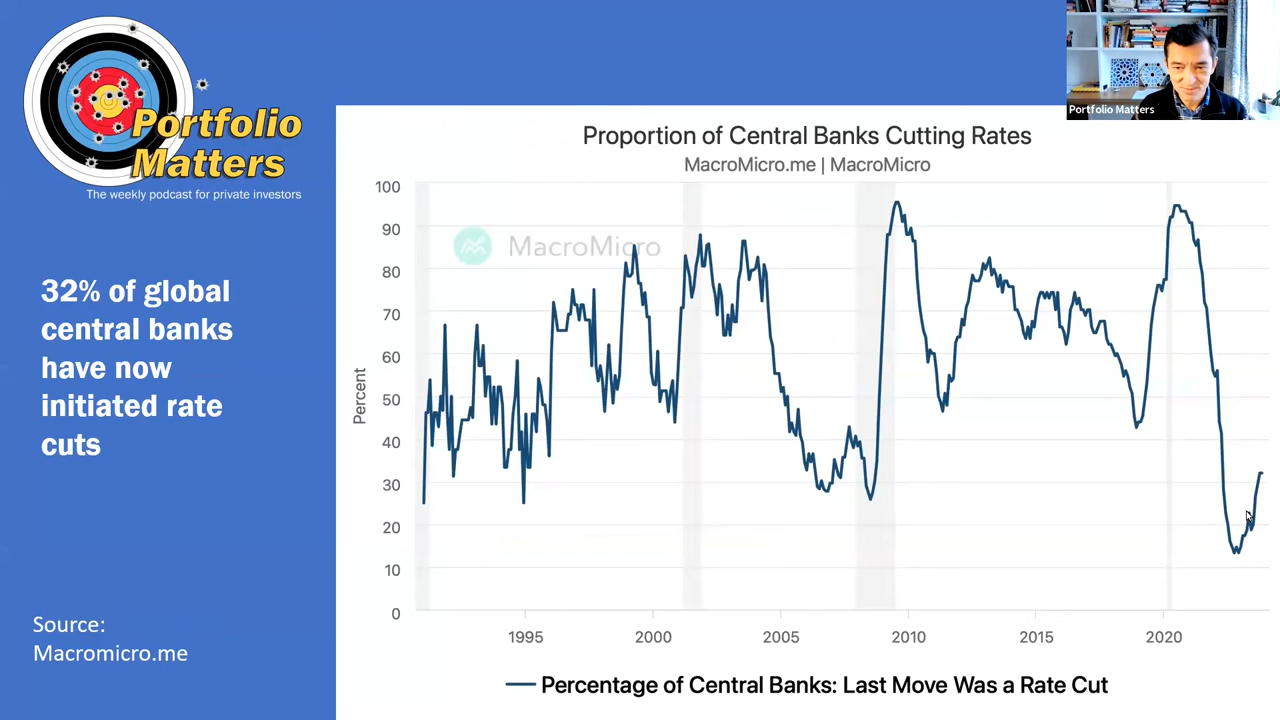 Portfolio
Matters
The weekly podcast for private investors
Portfolio Matters
32% of global
central banks
have now
initiated rate
cuts
Source:
Macromicro.me
Proportion of Central Banks Cutting Rates
MacroMicro.me | MacroMicro
MacroMicro
Percent
100
90
80
70
60
50
40
30
20
10
0
1995
2000
2005
2010
2015
2020
Percentage of Central Banks: Last Move Was a Rate Cut